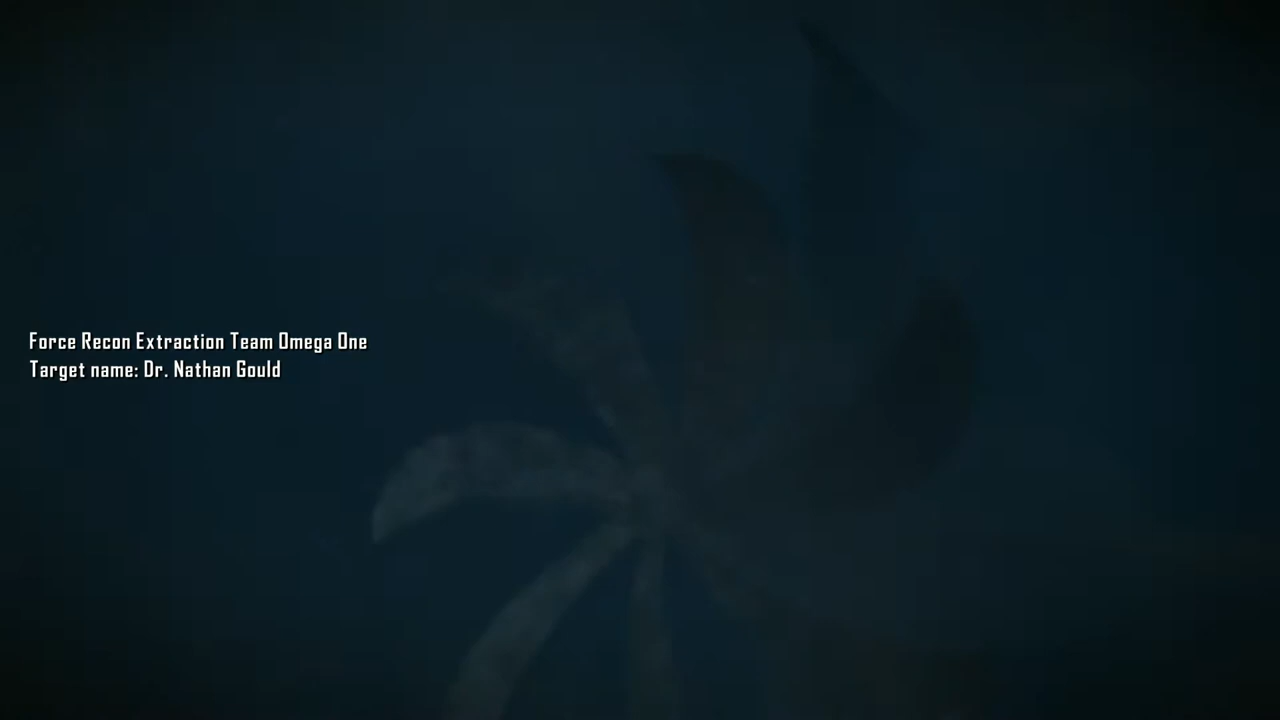 Force Recon Extraction Team Omega One
Target name: Dr. Nathan Gould